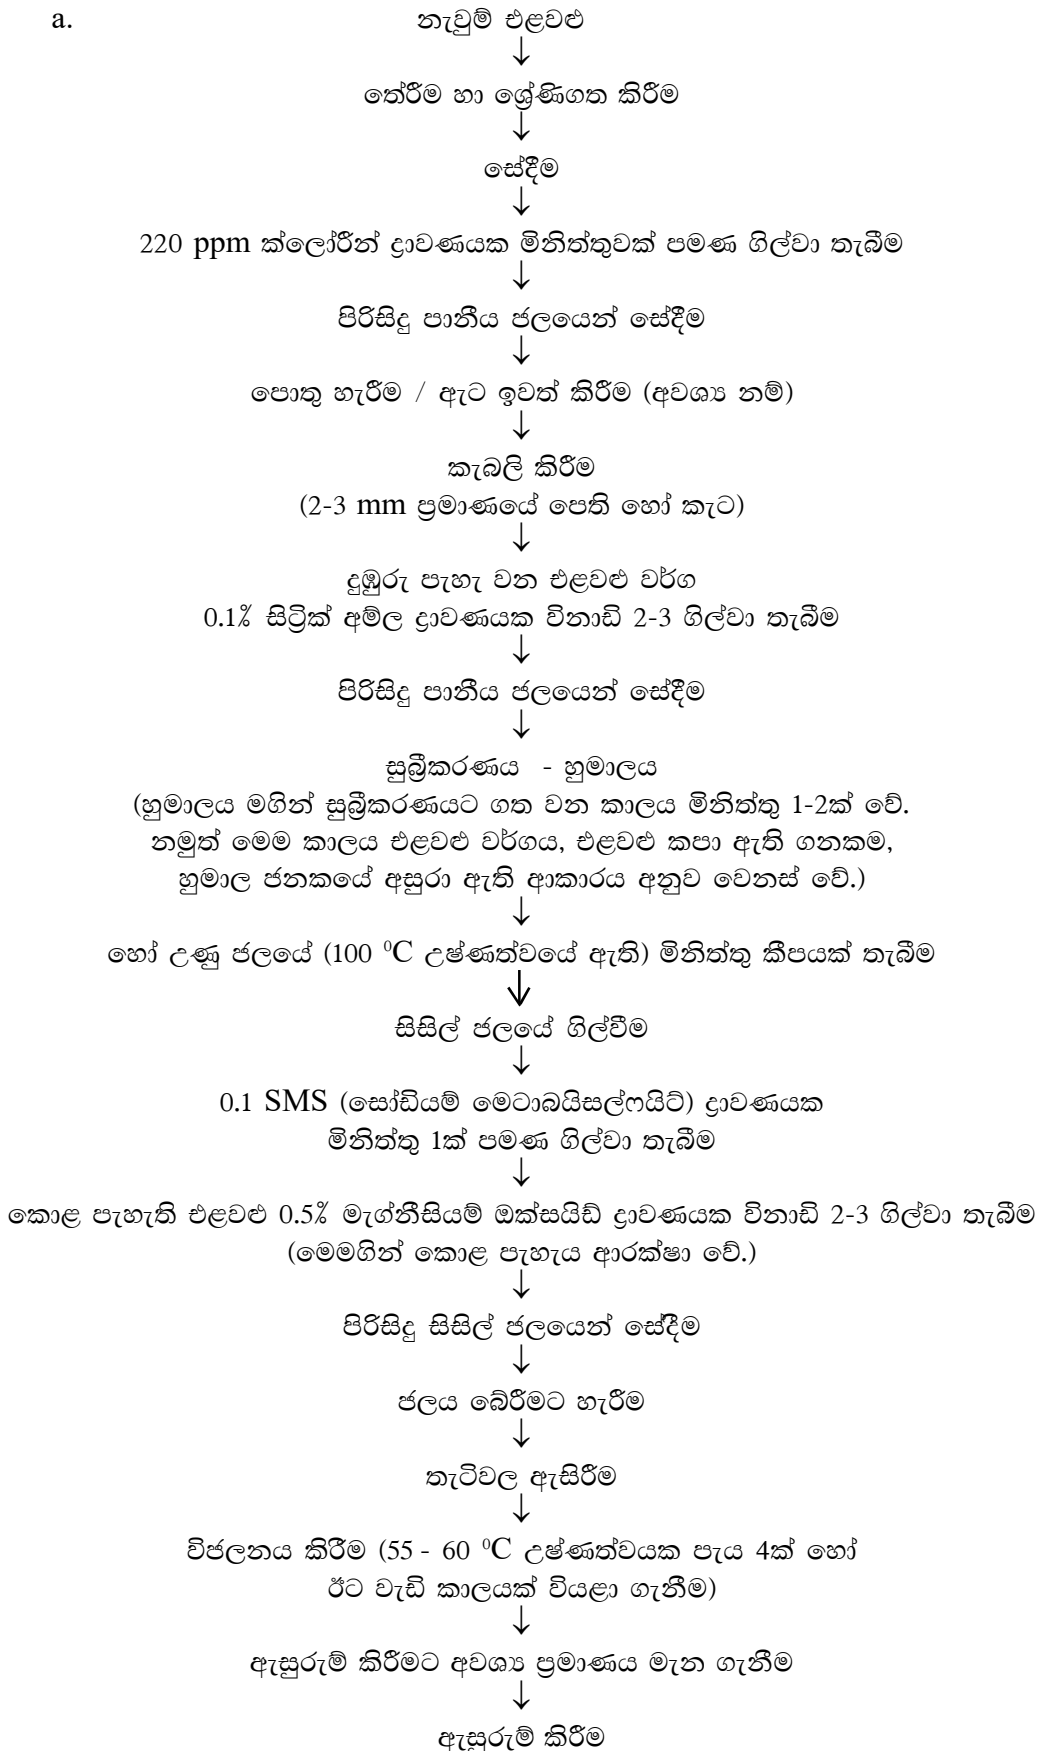 a. නැවුම් එළවළු
↓
තේරීම හා ශ්‍රේණිගත කිරීම
↓
සේදීම
↓
220 ppm ක්ලෝරීන් ද්‍රාවණයක මිනිත්තුවක් පමණ ගිල්වා තැබීම
↓
පිරිසිදු පානීය ජලයෙන් සේදීම
↓
පොතු හැරීම / ඇට ඉවත් කිරීම (අවශ්‍ය නම්)
↓
කැබලි කිරීම
(2-3 mm ප්‍රමාණයේ පෙති හෝ කැට)
↓
දුඹුරු පැහැ වන එළවළු වර්ග
0.1% සිට්‍රික් අම්ල ද්‍රාවණයක විනාඩි 2-3 ගිල්වා තැබීම
↓
පිරිසිදු පානීය ජලයෙන් සේදීම
↓
සුබ්‍රීකරණය - හුමාලය
(හුමාලය මගින් සුබ්‍රීකරණයට ගත වන කාලය මිනිත්තු 1-2ක් වේ.
නමුත් මෙම කාලය එළවළු වර්ගය, එළවළු කපා ඇති ගනකම,
හුමාල ජනකයේ අසුරා ඇති ආකාරය අනුව වෙනස් වේ.)
↓
හෝ උණු ජලයේ (100 ⁰C උෂ්ණත්වයේ ඇති) මිනිත්තු කීපයක් තැබීම
↓
සිසිල් ජලයේ ගිල්වීම
↓
0.1 SMS (සෝඩියම් මෙටාබයිසල්ෆයිට්) ද්‍රාවණයක
මිනිත්තු 1ක් පමණ ගිල්වා තැබීම
↓
කොළ පැහැති එළවළු 0.5% මැග්නීසියම් ඔක්සයිඩ් ද්‍රාවණයක විනාඩි 2-3 ගිල්වා තැබීම
(මෙමගින් කොළ පැහැය ආරක්ෂා වේ.)
↓
පිරිසිදු සිසිල් ජලයෙන් සේදීම
↓
ජලය බේරීමට හැරීම
↓
තැටිවල ඇසිරීම
↓
විජලනය කිරීම (55 - 60 ⁰C උෂ්ණත්වයක පැය 4ක් හෝ
ඊට වැඩි කාලයක් වියළා ගැනීම)
↓
ඇසුරුම් කිරීමට අවශ්‍ය ප්‍රමාණය මැන ගැනීම
↓
ඇසුරුම් කිරීම